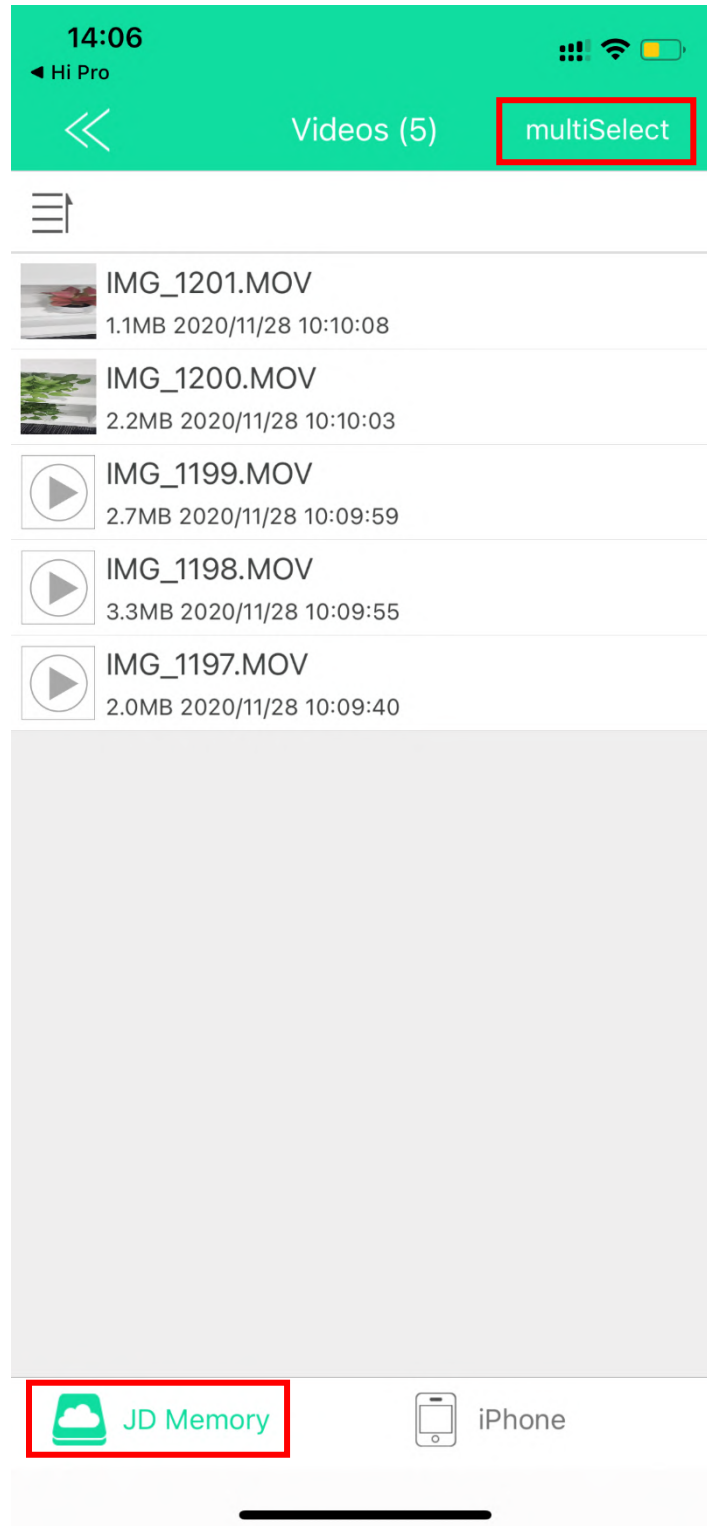 14:06
◀ Hi Pro
Videos (5)
multiSelect
IMG_1201.MOV
1.1MB 2020/11/28 10:10:08
IMG_1200.MOV
2.2MB 2020/11/28 10:10:03
IMG_1199.MOV
2.7MB 2020/11/28 10:09:59
IMG_1198.MOV
3.3MB 2020/11/28 10:09:55
IMG_1197.MOV
2.0MB 2020/11/28 10:09:40
JD Memory
iPhone